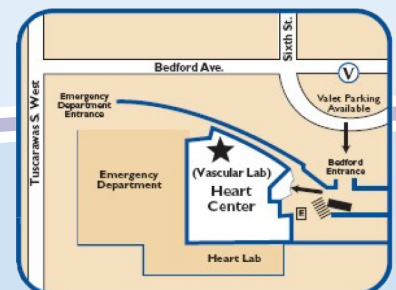 Sixth St.
Bedford Ave.
V
Valet Parking
Available
Tuscarawas S. West
Emergency
Department
Entrance
Bedford
Entrance
Emergency
Department
(Vascular Lab)
Heart
Center
E
Heart Lab